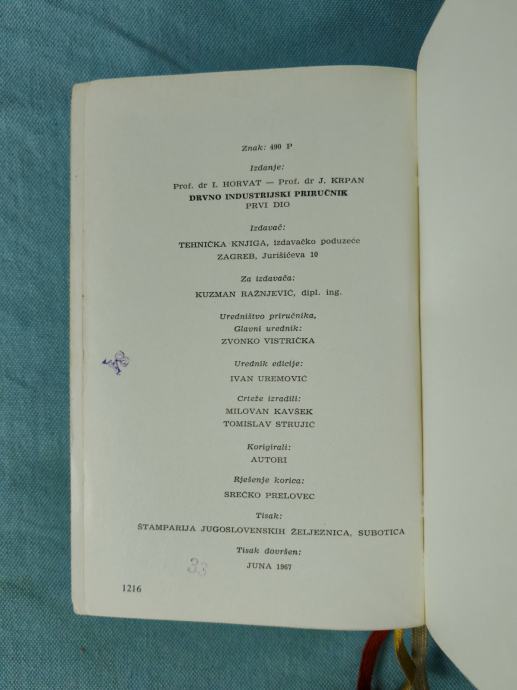 Znak: 490 P
Izdanje:
Prof. dr I. HORVAT — Prof. dr J. KRPAN
DRVNO INDUSTRIJSKI PRIRUČNIK
PRVI DIO
Izdavač:
TEHNIČKA KNJIGA, izdavačko poduzeće
ZAGREB, Jurišićeva 10
Za izdavača:
KUZMAN RAŽNJEVIĆ, dipl. ing.
Uredništvo priručnika,
Glavni urednik:
ZVONKO VISTRIČKA
Urednik edicije:
IVAN UREMOVIĆ
Crteže izradili:
MILOVAN KAVŠEK
TOMISLAV STRUJIĆ
Korigirali:
AUTORI
Rješenje korica:
SREĆKO PRELOVEC
Tisak:
ŠTAMPARIJA JUGOSLOVENSKIH ŽELJEZNICA, SUBOTICA
Tisak dovršen:
JUNA 1967
33
1216